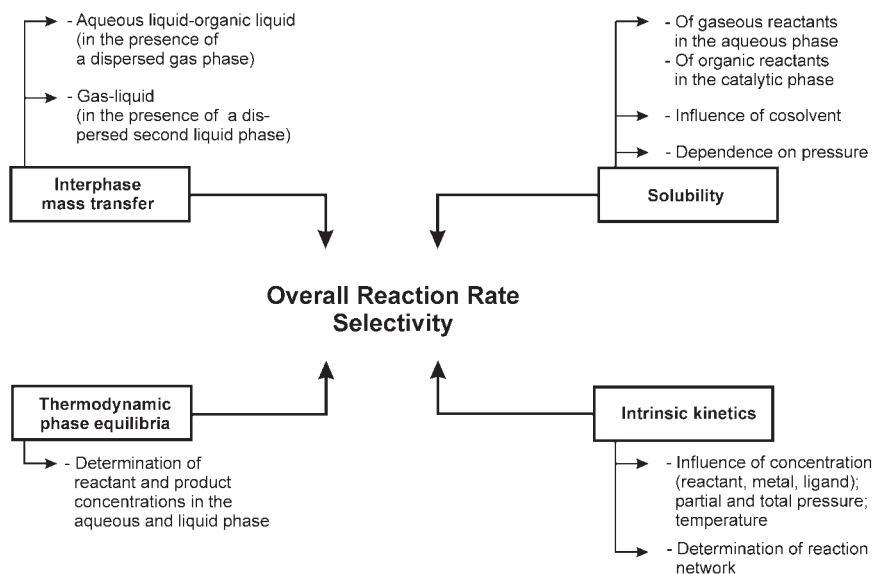 - Aqueous liquid-organic liquid
(in the presence of
a dispersed gas phase)
- Gas-liquid
(in the presence of a dis-
persed second liquid phase)
Interphase
mass transfer
- Of gaseous reactants
in the aqueous phase
- Of organic reactants
in the catalytic phase
- Influence of cosolvent
- Dependence on pressure
Solubility
Overall Reaction Rate
Selectivity
Thermodynamic
phase equilibria
- Determination of
reactant and product
concentrations in the
aqueous and liquid phase
Intrinsic kinetics
- Influence of concentration
(reactant, metal, ligand);
partial and total pressure;
temperature
- Determination of reaction
network